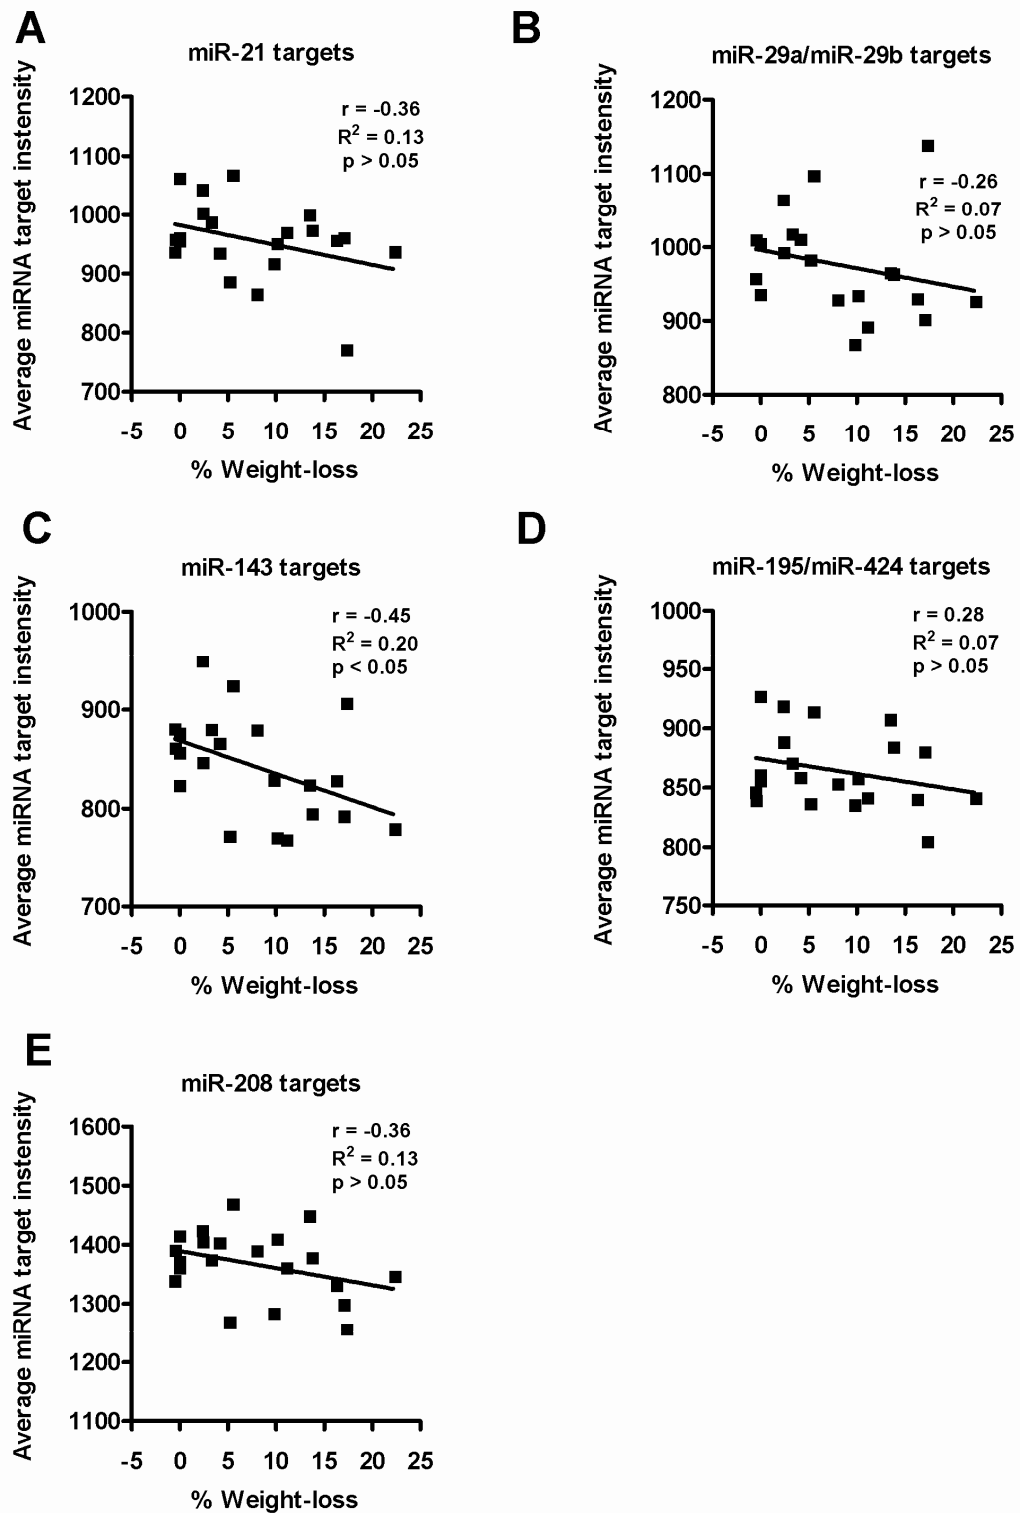 A
miR-21 targets
Average miRNA target instensity
1200
1100
1000
900
800
700
r = -0.36
R² = 0.13
p > 0.05
-5 0 5 10 15 20 25
% Weight-loss
B
miR-29a/miR-29b targets
Average miRNA target instensity
1200
1100
1000
900
800
r = -0.26
R² = 0.07
p > 0.05
-5 0 5 10 15 20 25
% Weight-loss
C
miR-143 targets
Average miRNA target instensity
1000
900
800
700
r = -0.45
R² = 0.20
p < 0.05
-5 0 5 10 15 20 25
% Weight-loss
D
miR-195/miR-424 targets
Average miRNA target instensity
1000
950
900
850
800
750
r = 0.28
R² = 0.07
p > 0.05
-5 0 5 10 15 20 25
% Weight-loss
E
miR-208 targets
Average miRNA target instensity
1600
1500
1400
1300
1200
1100
r = -0.36
R² = 0.13
p > 0.05
-5 0 5 10 15 20 25
% Weight-loss